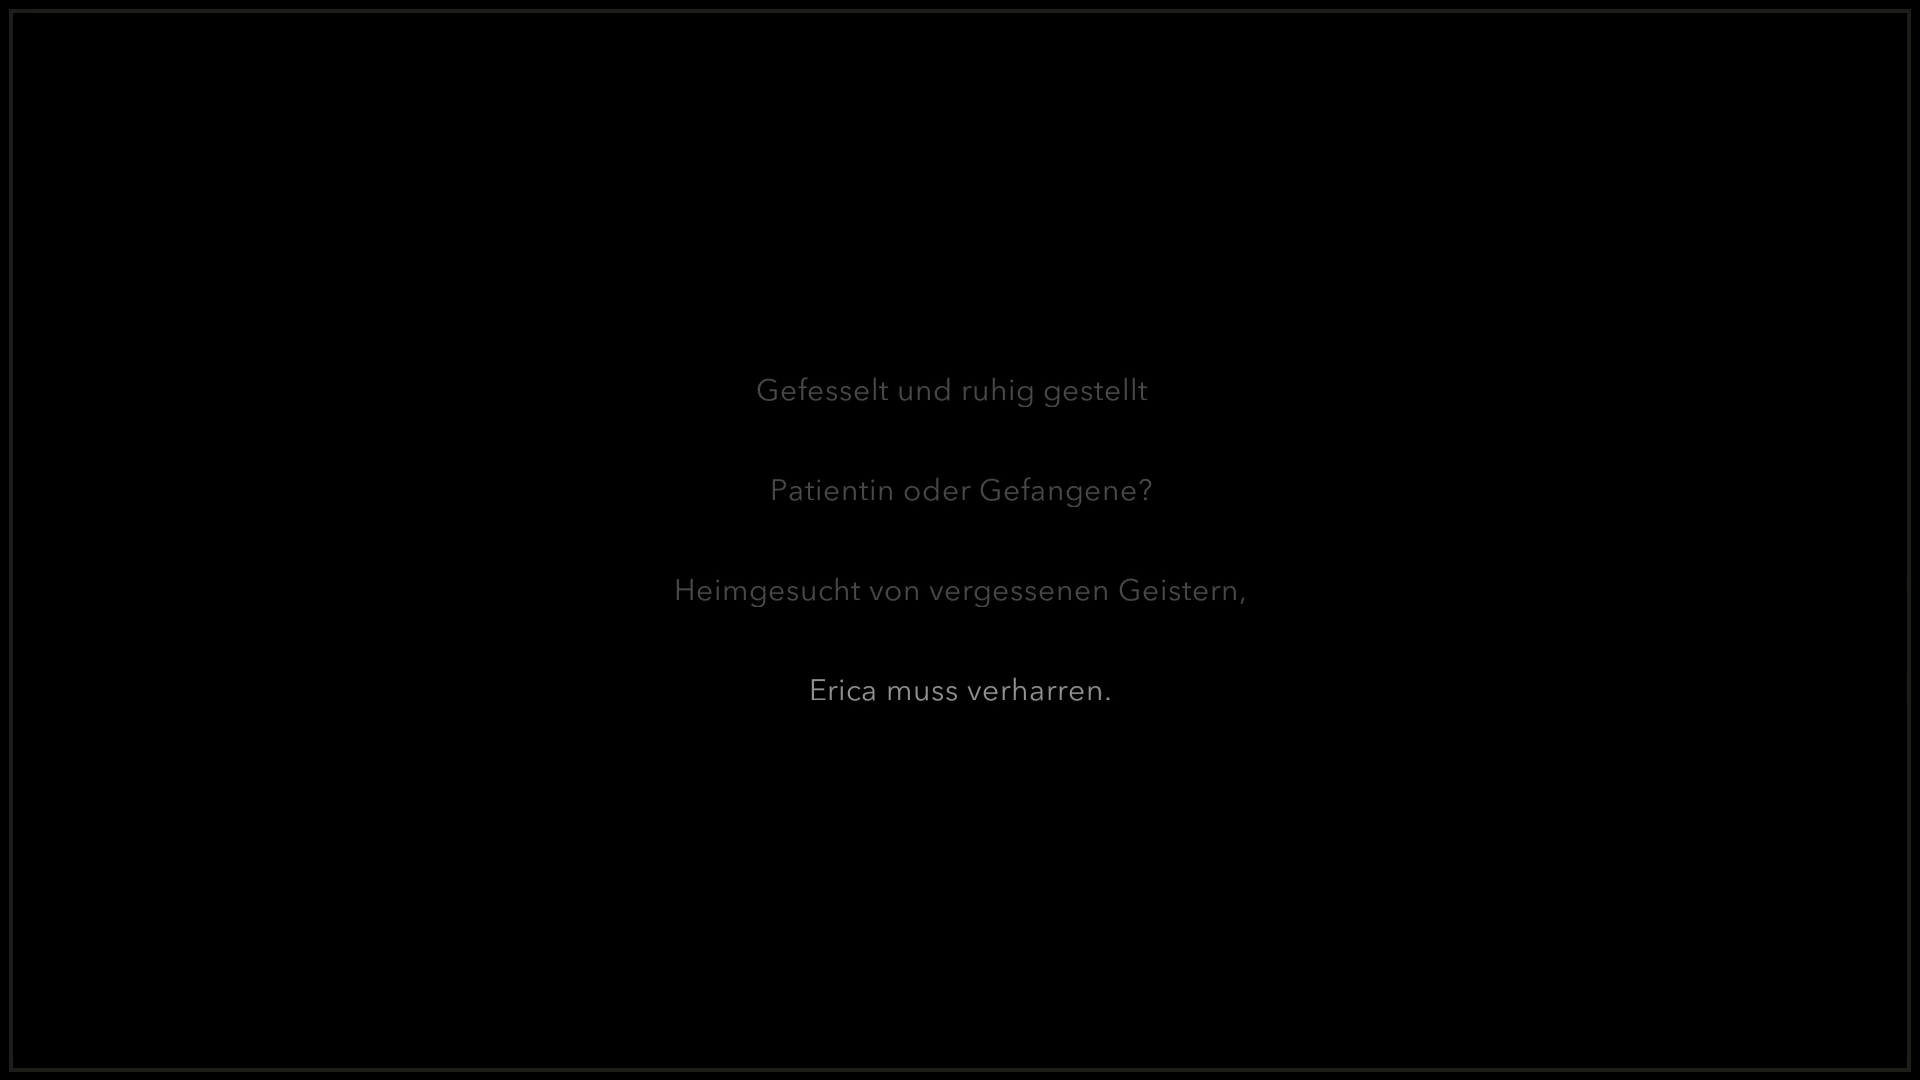 Gefesselt und ruhig gestellt
Patientin oder Gefangene?
Heimgesucht von vergessenen Geistern,
Erica muss verharren.